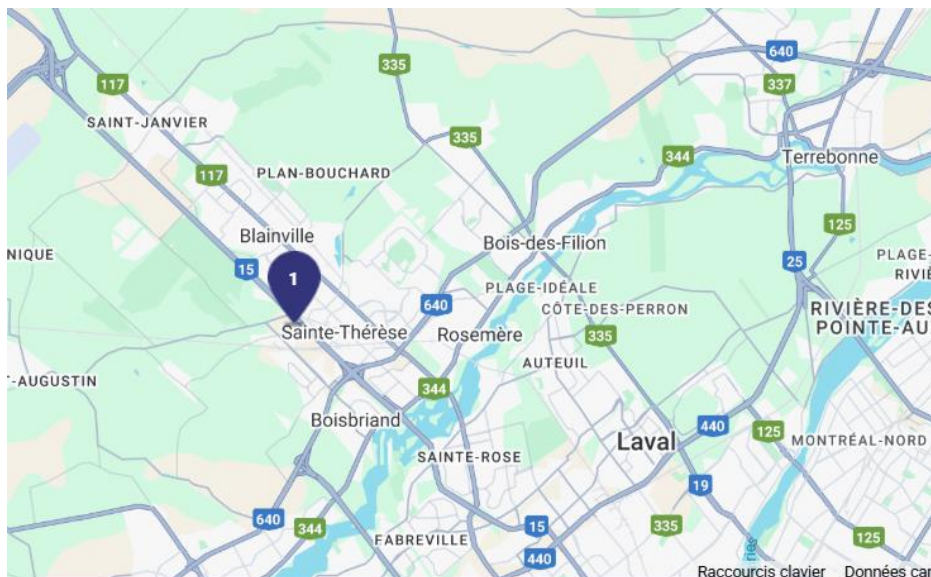 335
640
117
337
SAINT-JANVIER
335
344
Terrebonne
117
PLAN-BOUCHARD
125
Blainville
Bois-des-Filion
NIQUE
15
1
25
PLAGE-
RIVIÈ
PLAGE-IDÉALE
640
CÔTE-DES-PERRON
RIVIÈRE-DES
POINTE-AU
Sainte-Thérèse
Rosemère
335
AUTEUIL
T-AUGUSTIN
344
Boisbriand
440
125
Laval
MONTRÉAL-NORD
SAINTE-ROSE
19
640
344
15
335
125
FABREVILLE
440
ries
Raccourcis clavier
Données car